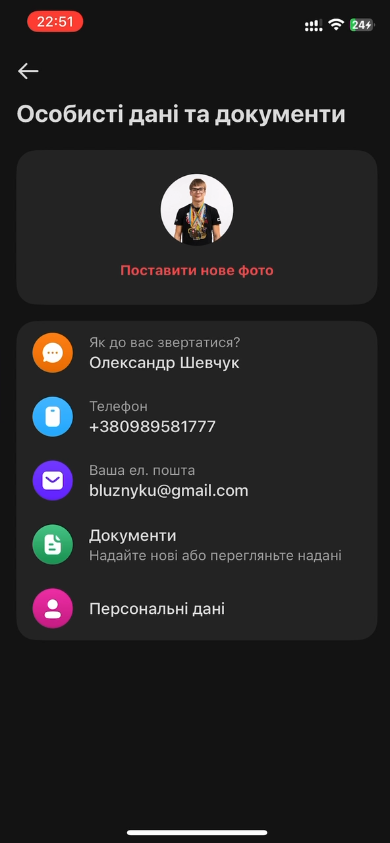 22:51
24
Особисті дані та документи
Поставити нове фото
Як до вас звертатися?
Олександр Шевчук
Телефон
+380989581777
Ваша ел. пошта
bluznyku@gmail.com
Документи
Надайте нові або перегляньте надані
Персональні дані